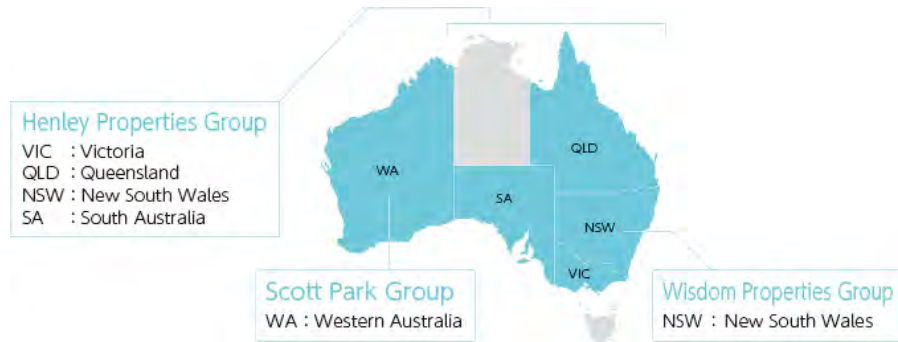 Henley Properties Group
VIC : Victoria
QLD : Queensland
NSW : New South Wales
SA : South Australia
WA
QLD
SA
NSW
VIC
Scott Park Group
WA : Western Australia
Wisdom Properties Group
NSW : New South Wales